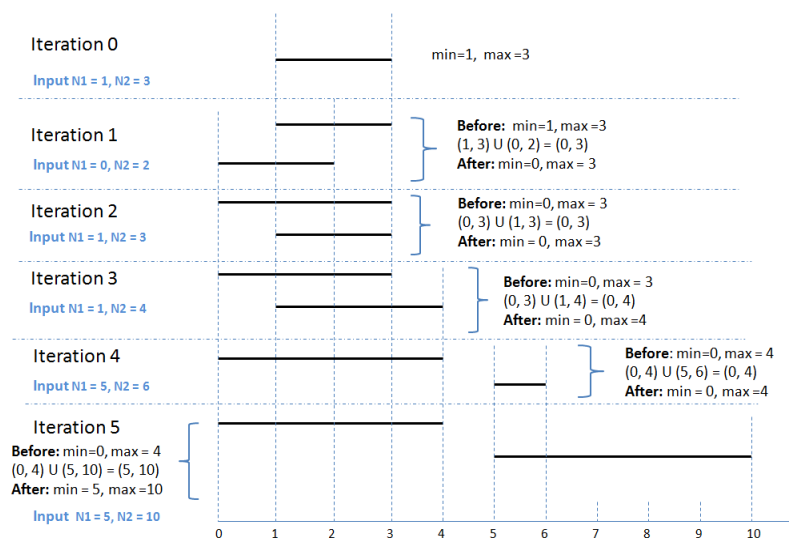 Iteration 0
min=1, max =3
Input N1 = 1, N2 = 3
Iteration 1
Input N1 = 0, N2 = 2
Before: min=1, max =3
(1, 3) U (0, 2) = (0, 3)
After: min=0, max = 3
Iteration 2
Input N1 = 1, N2 = 3
Before: min=0, max = 3
(0, 3) U (1, 3) = (0, 3)
After: min = 0, max =3
Iteration 3
Input N1 = 1, N2 = 4
Before: min=0, max = 3
(0, 3) U (1, 4) = (0, 4)
After: min = 0, max =4
Iteration 4
Input N1 = 5, N2 = 6
Before: min=0, max = 4
(0, 4) U (5, 6) = (0, 4)
After: min = 0, max =4
Iteration 5
Before: min=0, max = 4
(0, 4) U (5, 10) = (5, 10)
After: min = 5, max =10
Input N1 = 5, N2 = 10
0 1 2 3 4 5 6 7 8 9 10